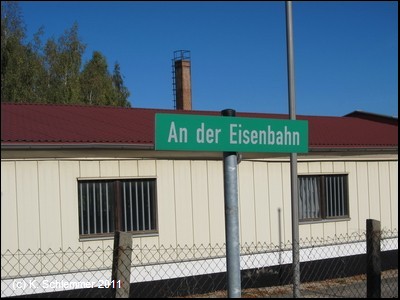 An der Eisenbahn
(c) K. Schlemmer 2011